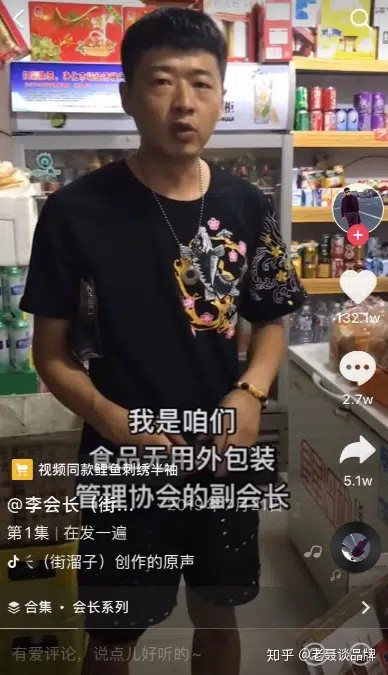 132.1w
2.7w
5.1w
我是咱们
食品无用外包装
管理协会的副会长
视频同款鲤鱼刺绣半袖
@李会长（街...
第1集 | 在发一遍
（街溜子）创作的原声
合集 · 会长系列
有爱评论，说点儿好听的~
知乎 @老聂谈品牌